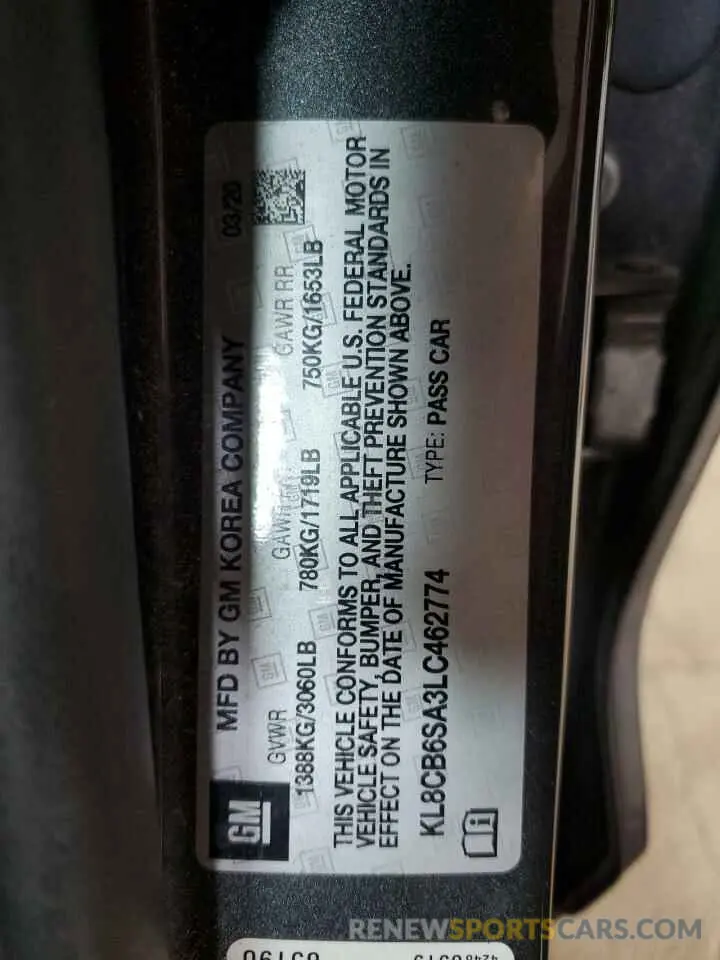 MFD BY GM KOREA COMPANY 03/20
GVWR GAWR GAWR RR
1388KG/3060LB 780KG/1719LB 750KG/1653LB
THIS VEHICLE CONFORMS TO ALL APPLICABLE U.S. FEDERAL MOTOR
VEHICLE SAFETY, BUMPER, AND THEFT PREVENTION STANDARDS IN
EFFECT ON THE DATE OF MANUFACTURE SHOWN ABOVE.
KL8CB6SA3LC462774 TYPE: PASS CAR
GM
RENEWSPORTSCARS.COM